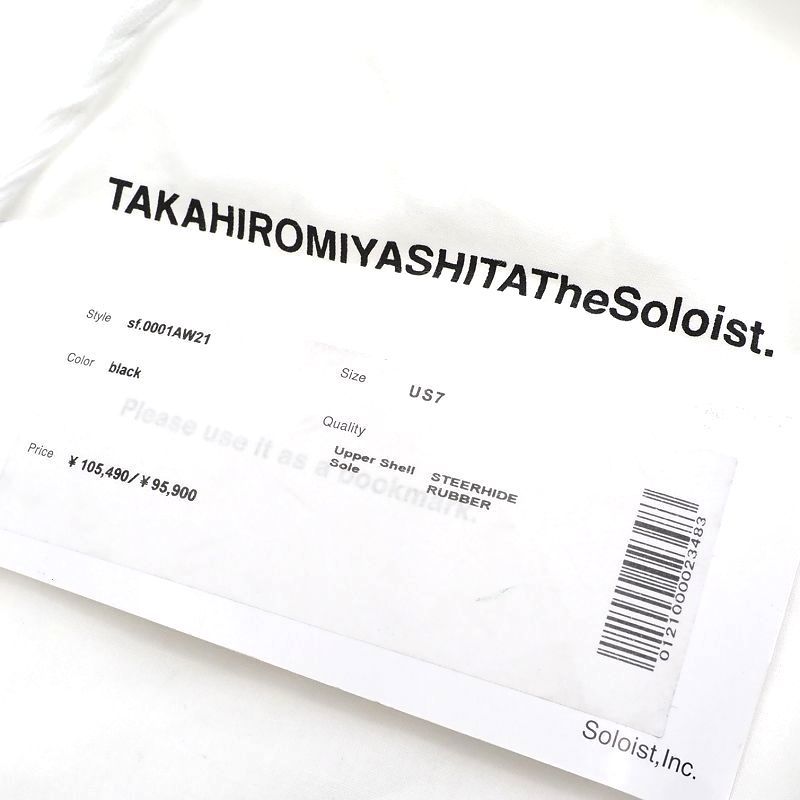 TAKAHIROMIYASHITATheSoloist.
Style sf.0001AW21
Color black
Size US7
Quality
Upper Shell STEERHIDE
Sole RUBBER
Please use it as a bookmark.
Price ¥105,490/¥95,900
0121000023483
Soloist,Inc.